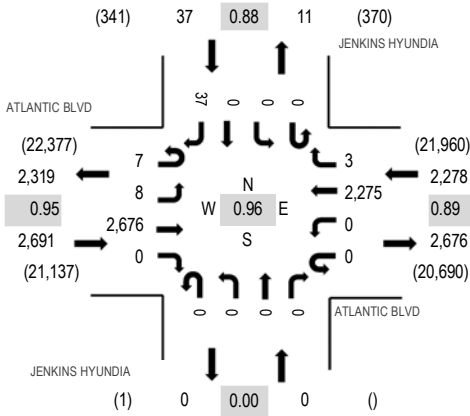 (341) 37 0.88 11 (370)
JENKINS HYUNDIA
37 0 0 0
ATLANTIC BLVD
(22,377) (21,960)
7 3
2,319 2,278
8 N 2,275
0.95 W 0.96 E 0.89
2,676 S 0
2,691 2,676
0 0
(21,137) (20,690)
0 0 0 0
ATLANTIC BLVD
JENKINS HYUNDIA
(1) 0 0.00 0 ()